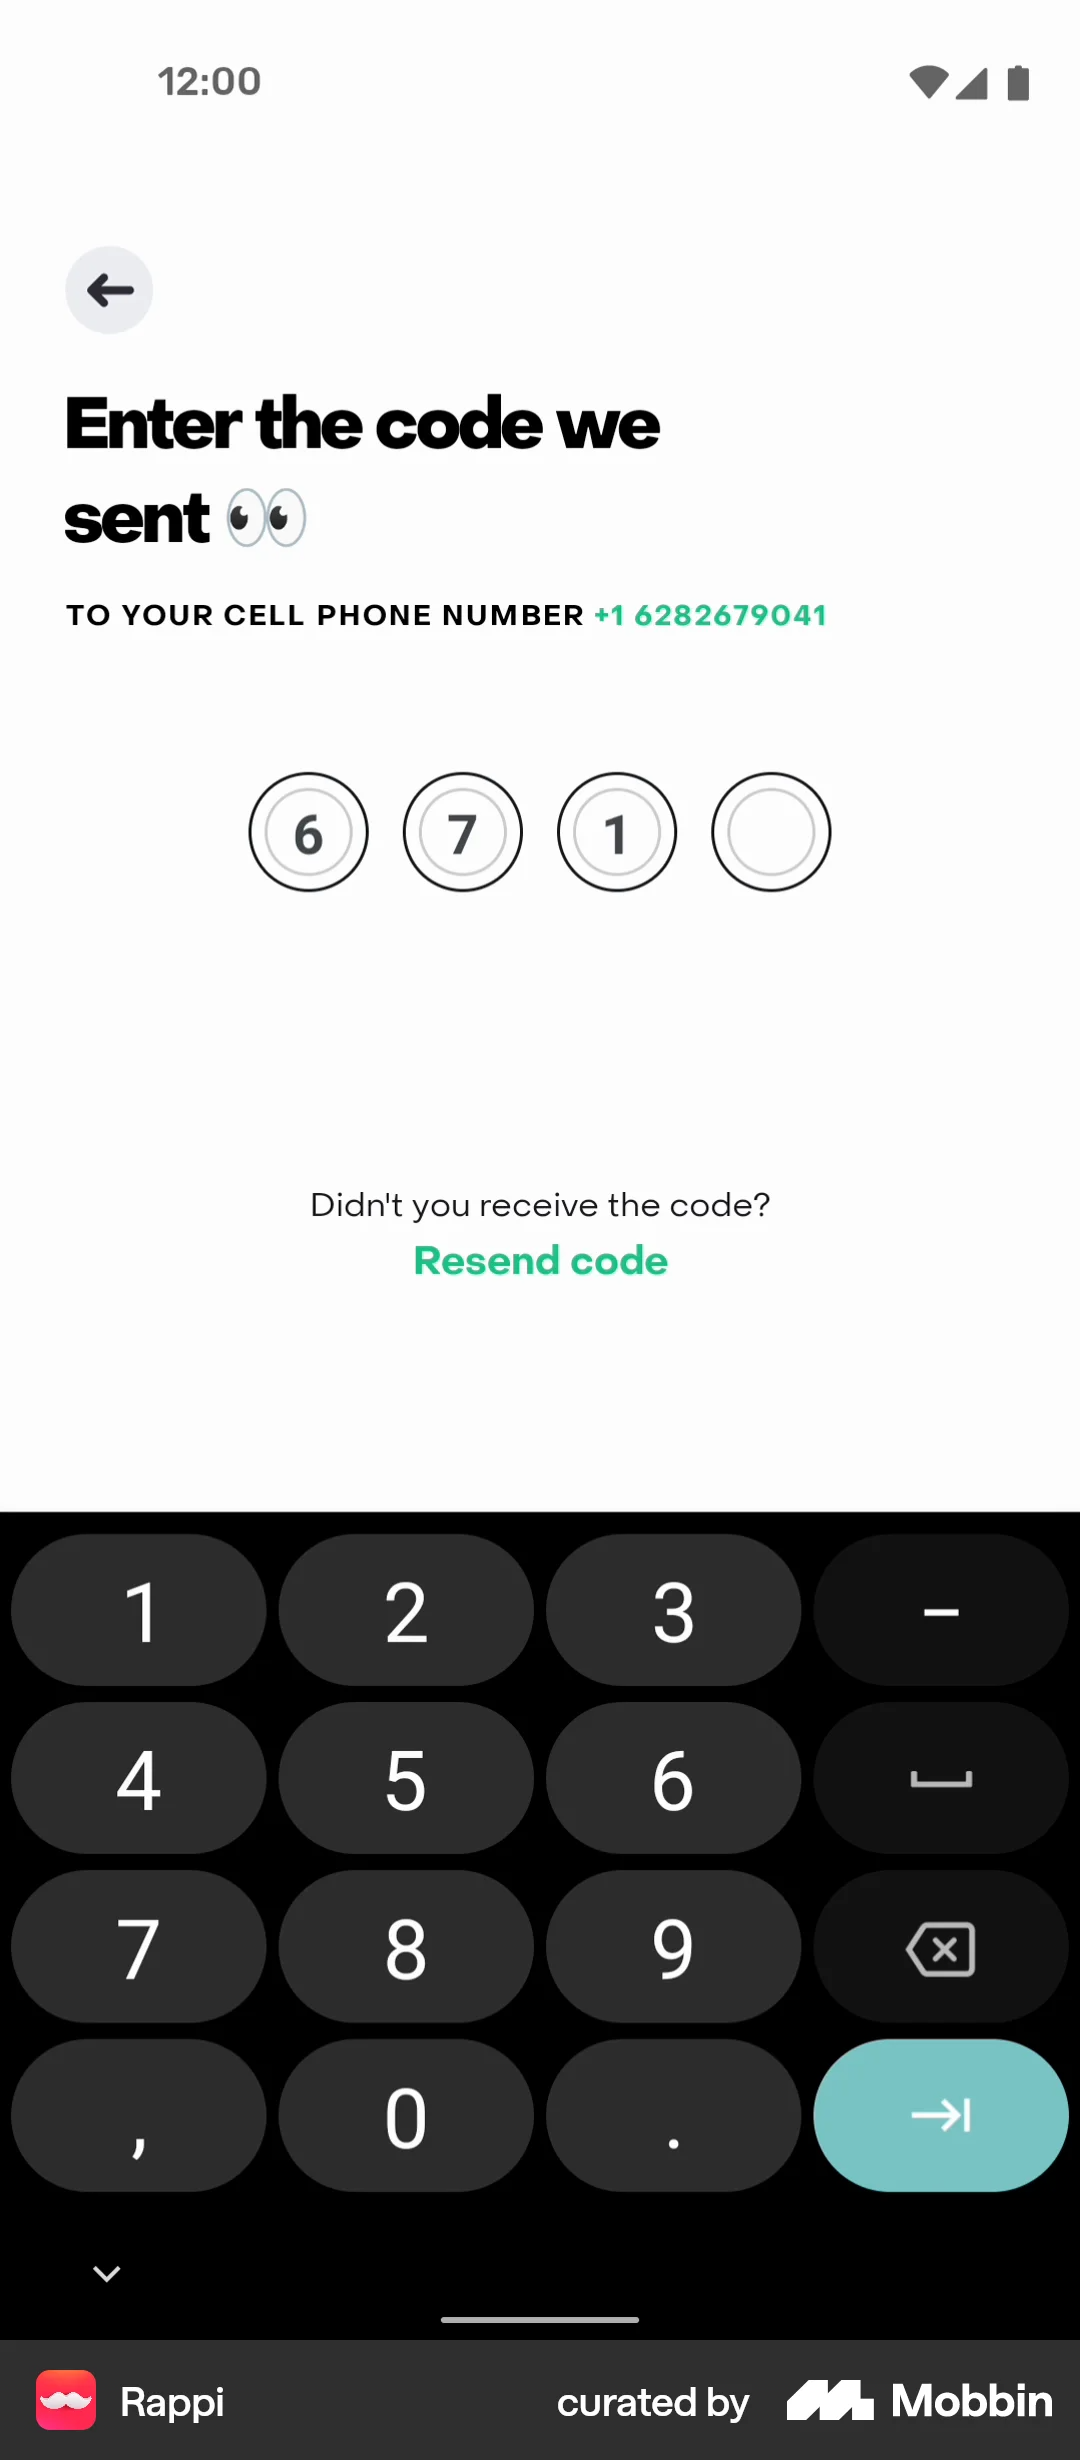 12:00
Enter the code we
sent 👀
TO YOUR CELL PHONE NUMBER +1 6282679041
6 7 1
Didn't you receive the code?
Resend code
1 2 3 –
4 5 6
7 8 9
, 0 .
Rappi curated by Mobbin